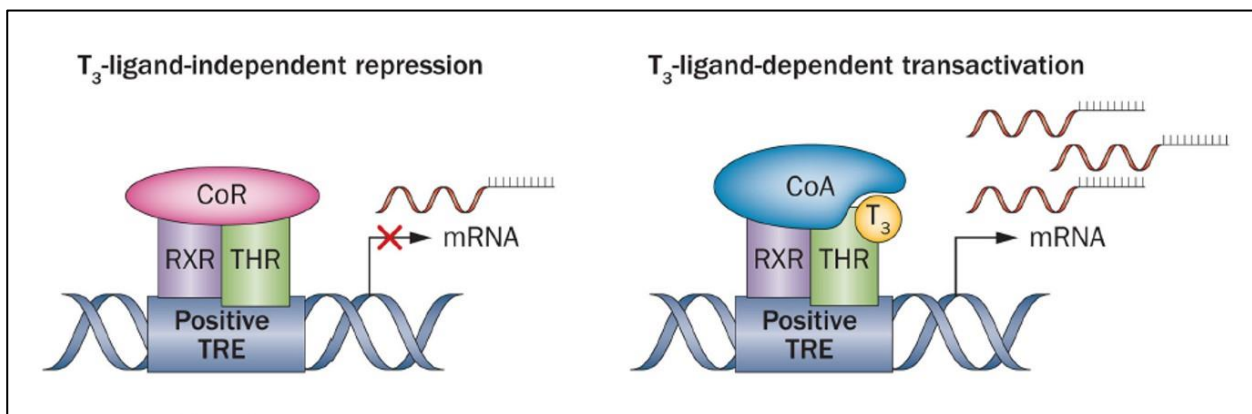 T₃-ligand-independent repression
CoR
RXR
THR
mRNA
Positive
TRE
T₃-ligand-dependent transactivation
CoA
T₃
RXR
THR
mRNA
Positive
TRE